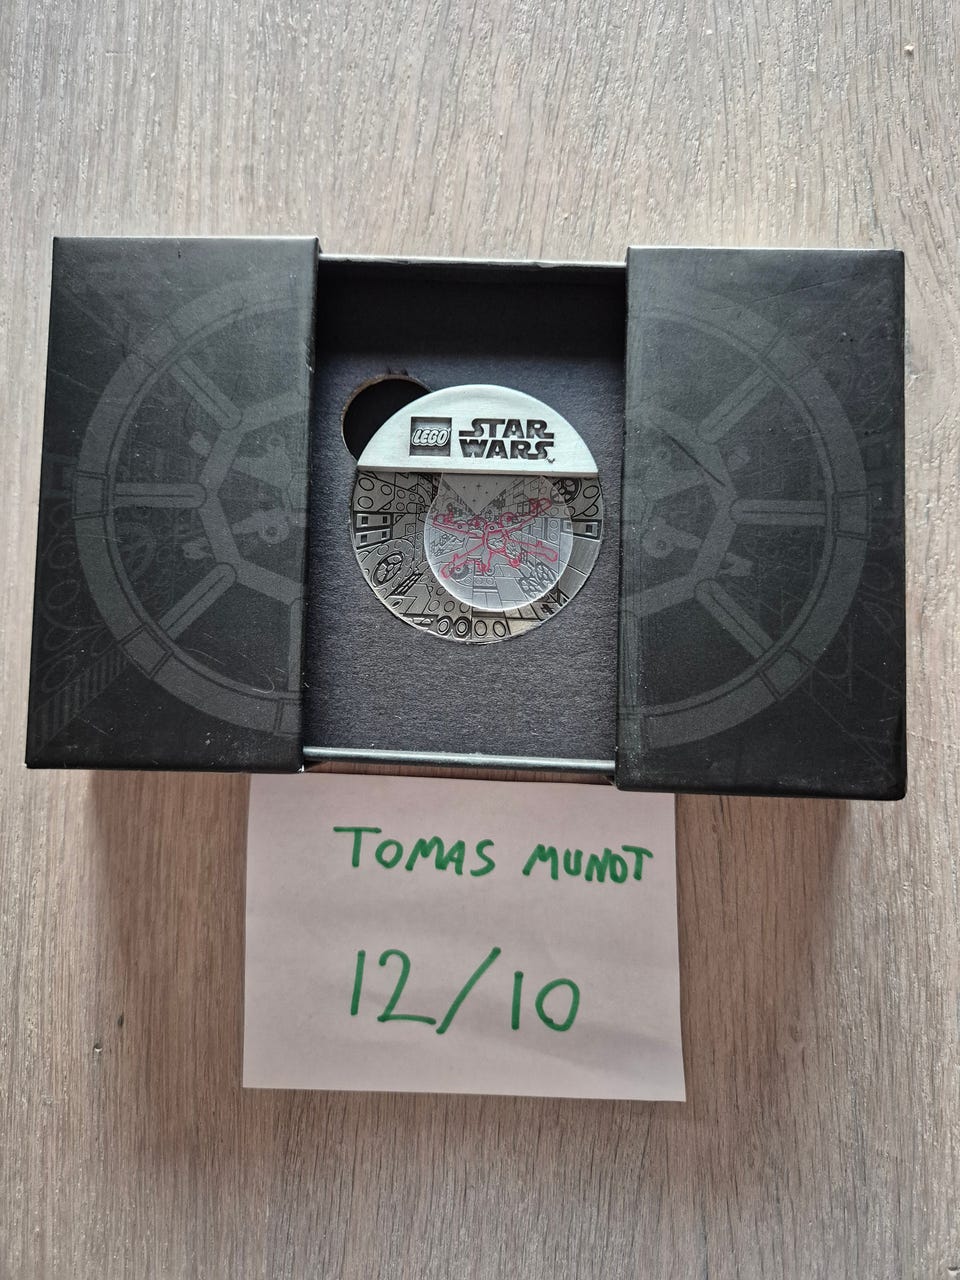 LEGO
STAR
WARS
TOMAS MUNOT
12/10